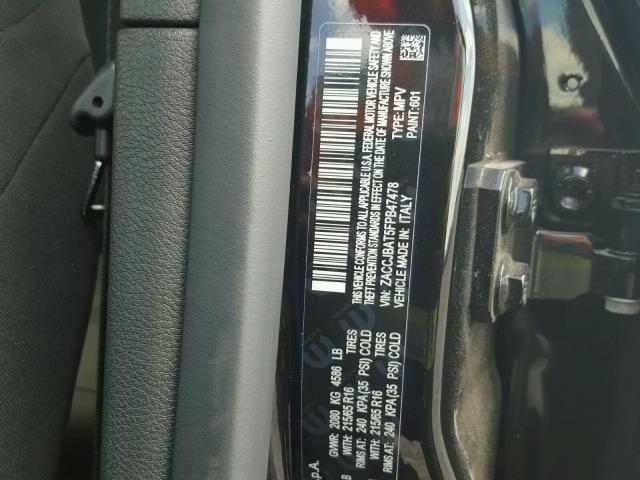 .p.A.
GVWR: 2080 KG 4586 LB
WITH: 215/65 R16 TIRES
RIMS AT: 240 KPA(35 PSI) COLD
WITH: 215/65 R16 TIRES
RIMS AT: 240 KPA(35 PSI) COLD
THIS VEHICLE CONFORMS TO ALL APPLICABLE U.S.A. FEDERAL MOTOR VEHICLE SAFETY AND
THEFT PREVENTION STANDARDS IN EFFECT ON THE DATE OF MANUFACTURE SHOWN ABOVE
VIN: ZACCJBAT5FPB47478 TYPE: MPV
VEHICLE MADE IN: ITALY PAINT: 601